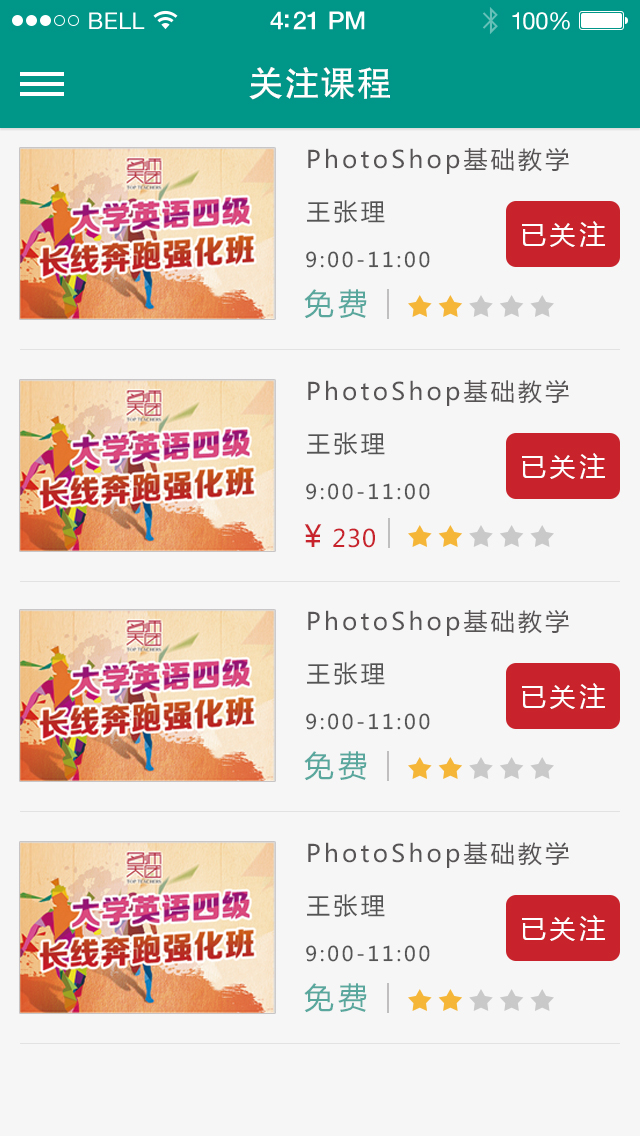 BELL 4:21 PM 100%
关注课程
名师天团
TOP TEACHERS
大学英语四级
长线奔跑强化班
PhotoShop基础教学
王张理
9:00-11:00
已关注
免费
名师天团
TOP TEACHERS
大学英语四级
长线奔跑强化班
PhotoShop基础教学
王张理
9:00-11:00
已关注
¥ 230
名师天团
TOP TEACHERS
大学英语四级
长线奔跑强化班
PhotoShop基础教学
王张理
9:00-11:00
已关注
免费
名师天团
TOP TEACHERS
大学英语四级
长线奔跑强化班
PhotoShop基础教学
王张理
9:00-11:00
已关注
免费